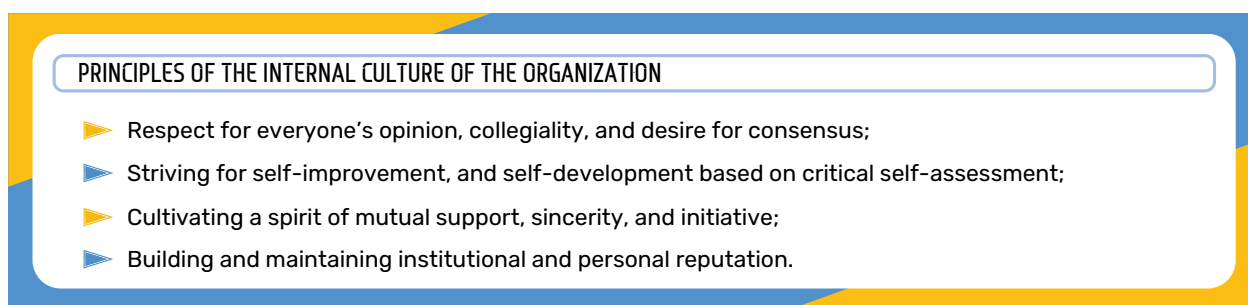 PRINCIPLES OF THE INTERNAL CULTURE OF THE ORGANIZATION
Respect for everyone's opinion, collegiality, and desire for consensus;
Striving for self-improvement, and self-development based on critical self-assessment;
Cultivating a spirit of mutual support, sincerity, and initiative;
Building and maintaining institutional and personal reputation.